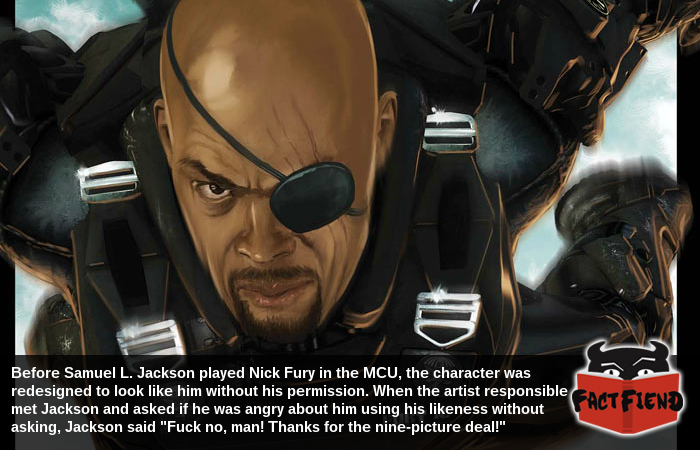 Before Samuel L. Jackson played Nick Fury in the MCU, the character was
redesigned to look like him without his permission. When the artist responsible
met Jackson and asked if he was angry about him using his likeness without
asking, Jackson said "Fuck no, man! Thanks for the nine-picture deal!"
FACT FIEND